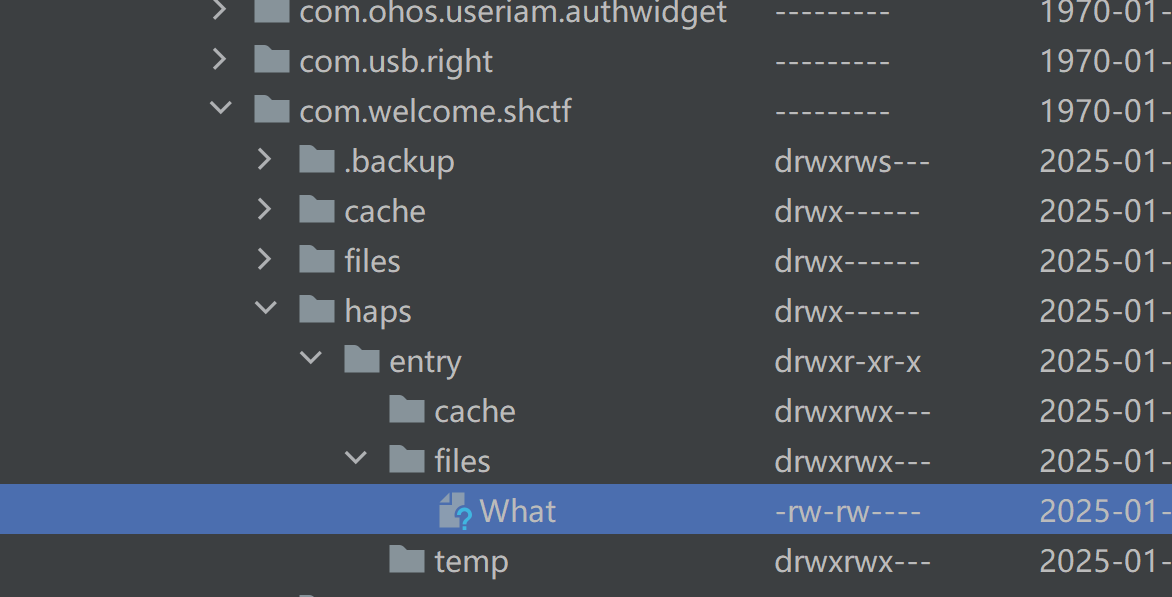 com.ohos.useriam.authwidget ---------- 1970-01-
com.usb.right ---------- 1970-01-
com.welcome.shctf ---------- 1970-01-
.backup drwxrws--- 2025-01-
cache drwx------ 2025-01-
files drwx------ 2025-01-
haps drwx------ 2025-01-
entry drwxr-xr-x 2025-01-
cache drwxrwx--- 2025-01-
files drwxrwx--- 2025-01-
What -rw-rw---- 2025-01-
temp drwxrwx--- 2025-01-